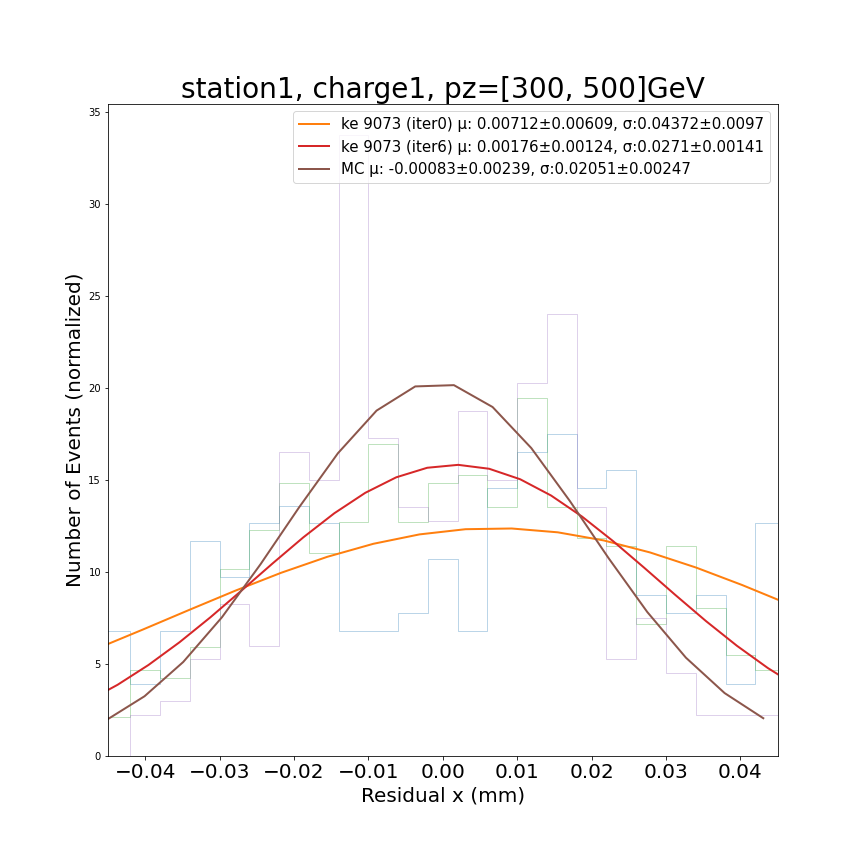 station1, charge1, pz=[300, 500]GeV
ke 9073 (iter0) μ: 0.00712±0.00609, σ:0.04372±0.0097
ke 9073 (iter6) μ: 0.00176±0.00124, σ:0.0271±0.00141
MC μ: -0.00083±0.00239, σ:0.02051±0.00247
Number of Events (normalized)
35
30
25
20
15
10
5
0
−0.04 −0.03 −0.02 −0.01 0.00 0.01 0.02 0.03 0.04
Residual x (mm)